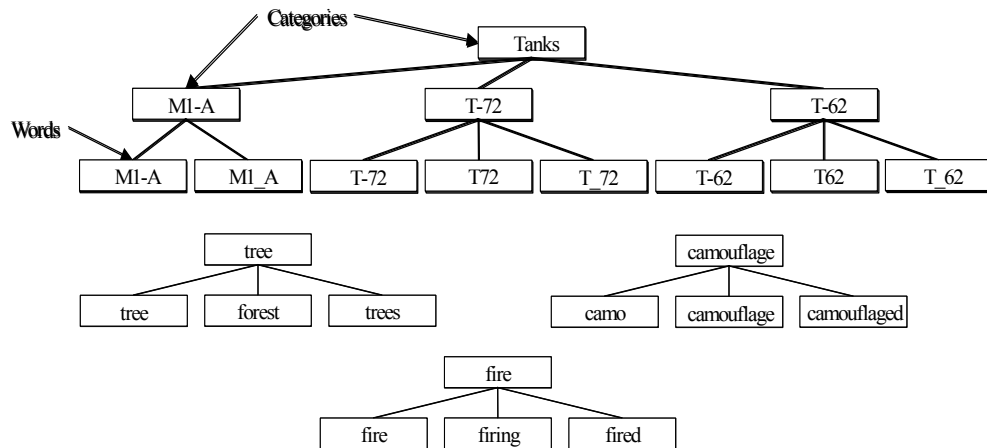 Categories
Tanks
M1-A T-72 T-62
Words
M1-A M1_A T-72 T72 T_72 T-62 T62 T_62
tree camouflage
tree forest trees camo camouflage camouflaged
fire
fire firing fired